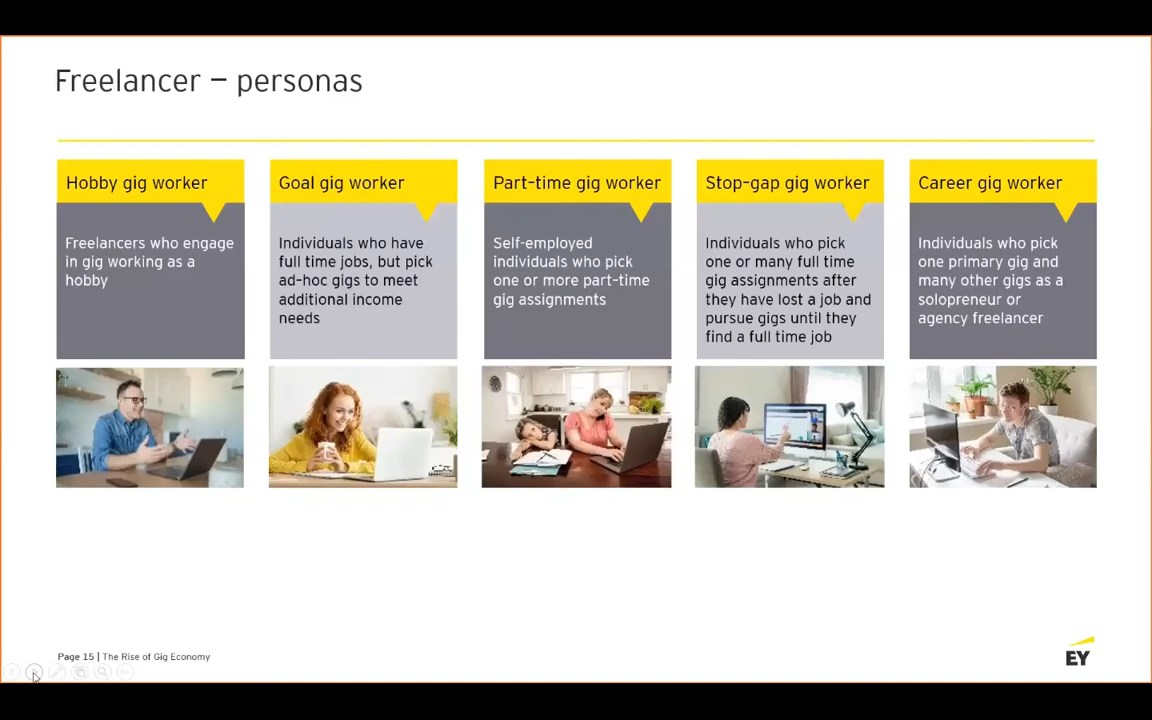 Freelancer – personas
Hobby gig worker
Freelancers who engage
in gig working as a
hobby
Goal gig worker
Individuals who have
full time jobs, but pick
ad-hoc gigs to meet
additional income
needs
Part-time gig worker
Self-employed
individuals who pick
one or more part-time
gig assignments
Stop-gap gig worker
Individuals who pick
one or many full time
gig assignments after
they have lost a job and
pursue gigs until they
find a full time job
Career gig worker
Individuals who pick
one primary gig and
many other gigs as a
solopreneur or
agency freelancer
Page 15 | The Rise of Gig Economy
EY